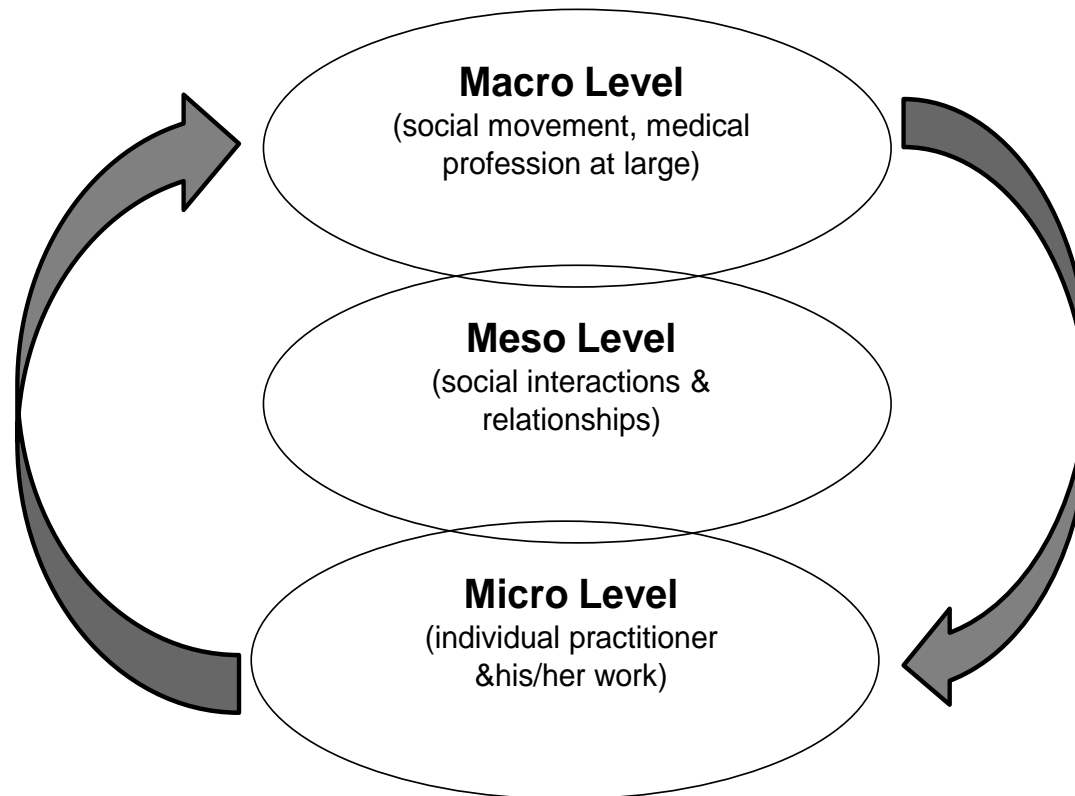 Macro Level
(social movement, medical
profession at large)
Meso Level
(social interactions &
relationships)
Micro Level
(individual practitioner
&his/her work)